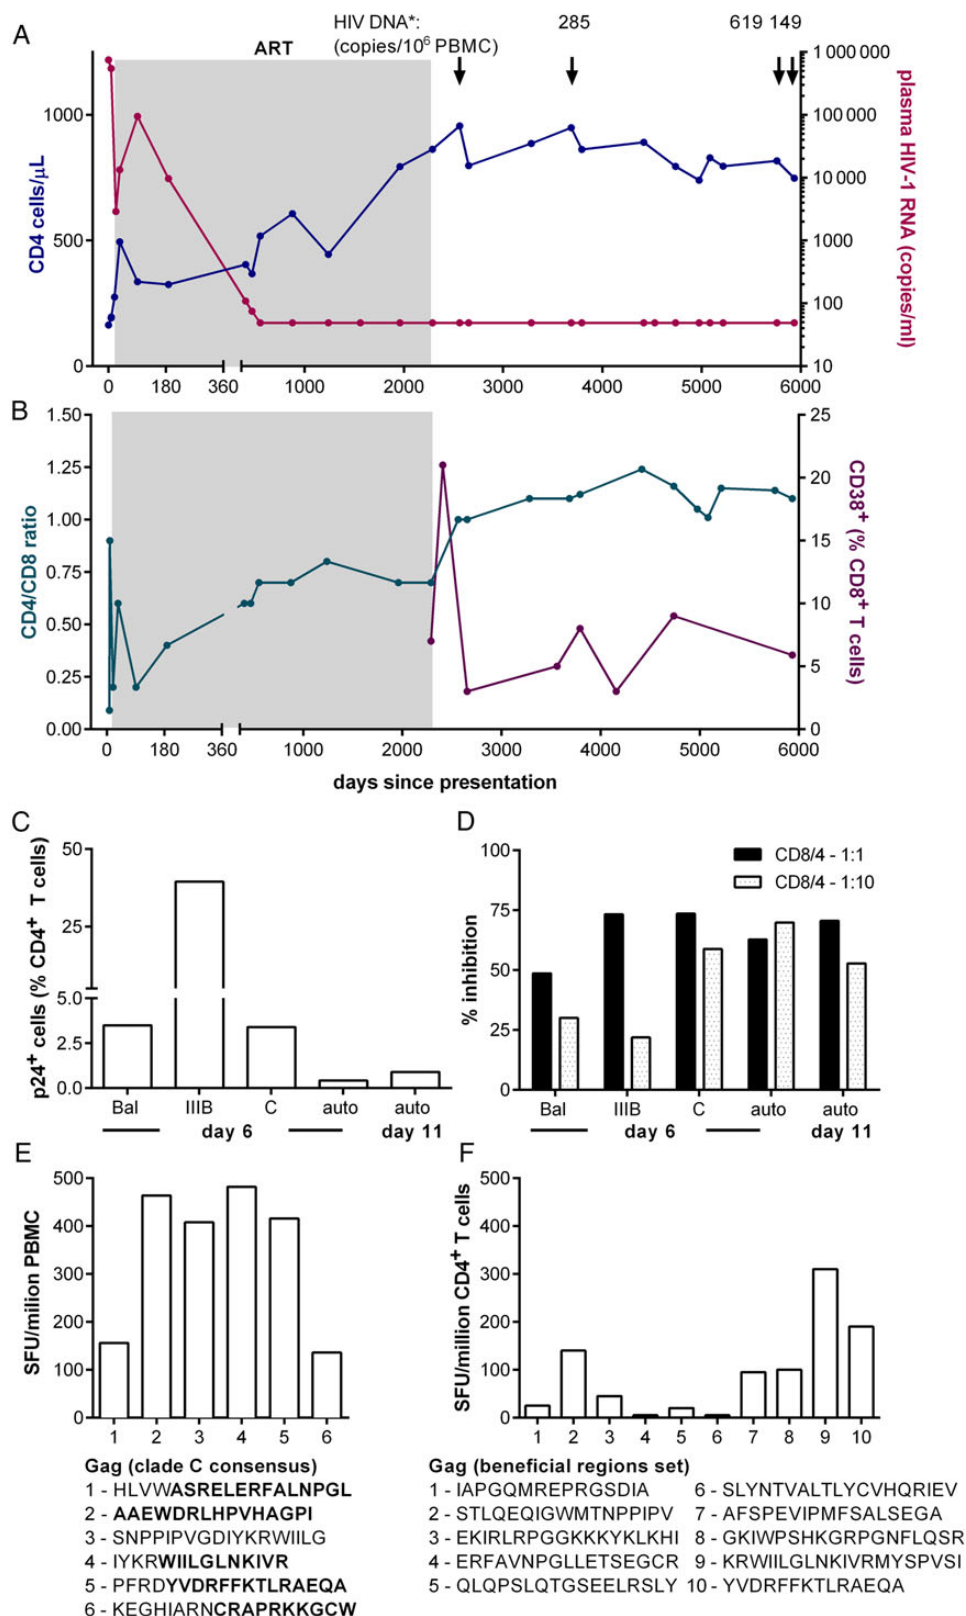 A
HIV DNA*:
(copies/10⁶ PBMC)
285
619 149
ART
CD4 cells/µL
1000
500
0
plasma HIV-1 RNA (copies/ml)
1 000 000
100 000
10 000
1000
100
10
0 180 360 1000 2000 3000 4000 5000 6000
B
CD4/CD8 ratio
1.50
1.25
1.00
0.75
0.50
0.25
0.00
CD38⁺ (% CD8⁺ T cells)
25
20
15
10
5
0
0 180 360 1000 2000 3000 4000 5000 6000
days since presentation
C
p24⁺ cells (% CD4⁺ T cells)
50
25
5.0
2.5
0.0
Bal IIIB C auto auto
day 6 day 11
D
% inhibition
100
75
50
25
0
CD8/4 - 1:1
CD8/4 - 1:10
Bal IIIB C auto auto
day 6 day 11
E
SFU/milion PBMC
500
400
300
200
100
0
1 2 3 4 5 6
Gag (clade C consensus)
1 - HLVWASRELERFALNPGL
2 - AAEWDRLHPVHAGPI
3 - SNPPIPVGDIYKRWIILG
4 - IYKRWIILGLNKIVR
5 - PFRDYVDRFFKTLRAEQA
6 - KEGHIARNCRAPRKKGCW
F
SFU/million CD4⁺ T cells
500
400
300
200
100
0
1 2 3 4 5 6 7 8 9 10
Gag (beneficial regions set)
1 - IAPGQMREPRGSDIA
2 - STLQEQIGWMTNPPIPV
3 - EKIRLRPGGKKKYKLKHI
4 - ERFAVNPGLLETSEGCR
5 - QLQPSLQTGSEELRSLY
6 - SLYNTVALTLYCVHQRIEV
7 - AFSPEVIPMFSALSEGA
8 - GKIWPSHKGRPGNFLQSR
9 - KRWIILGLNKIVRMYSPVSI
10 - YVDRFFKTLRAEQA